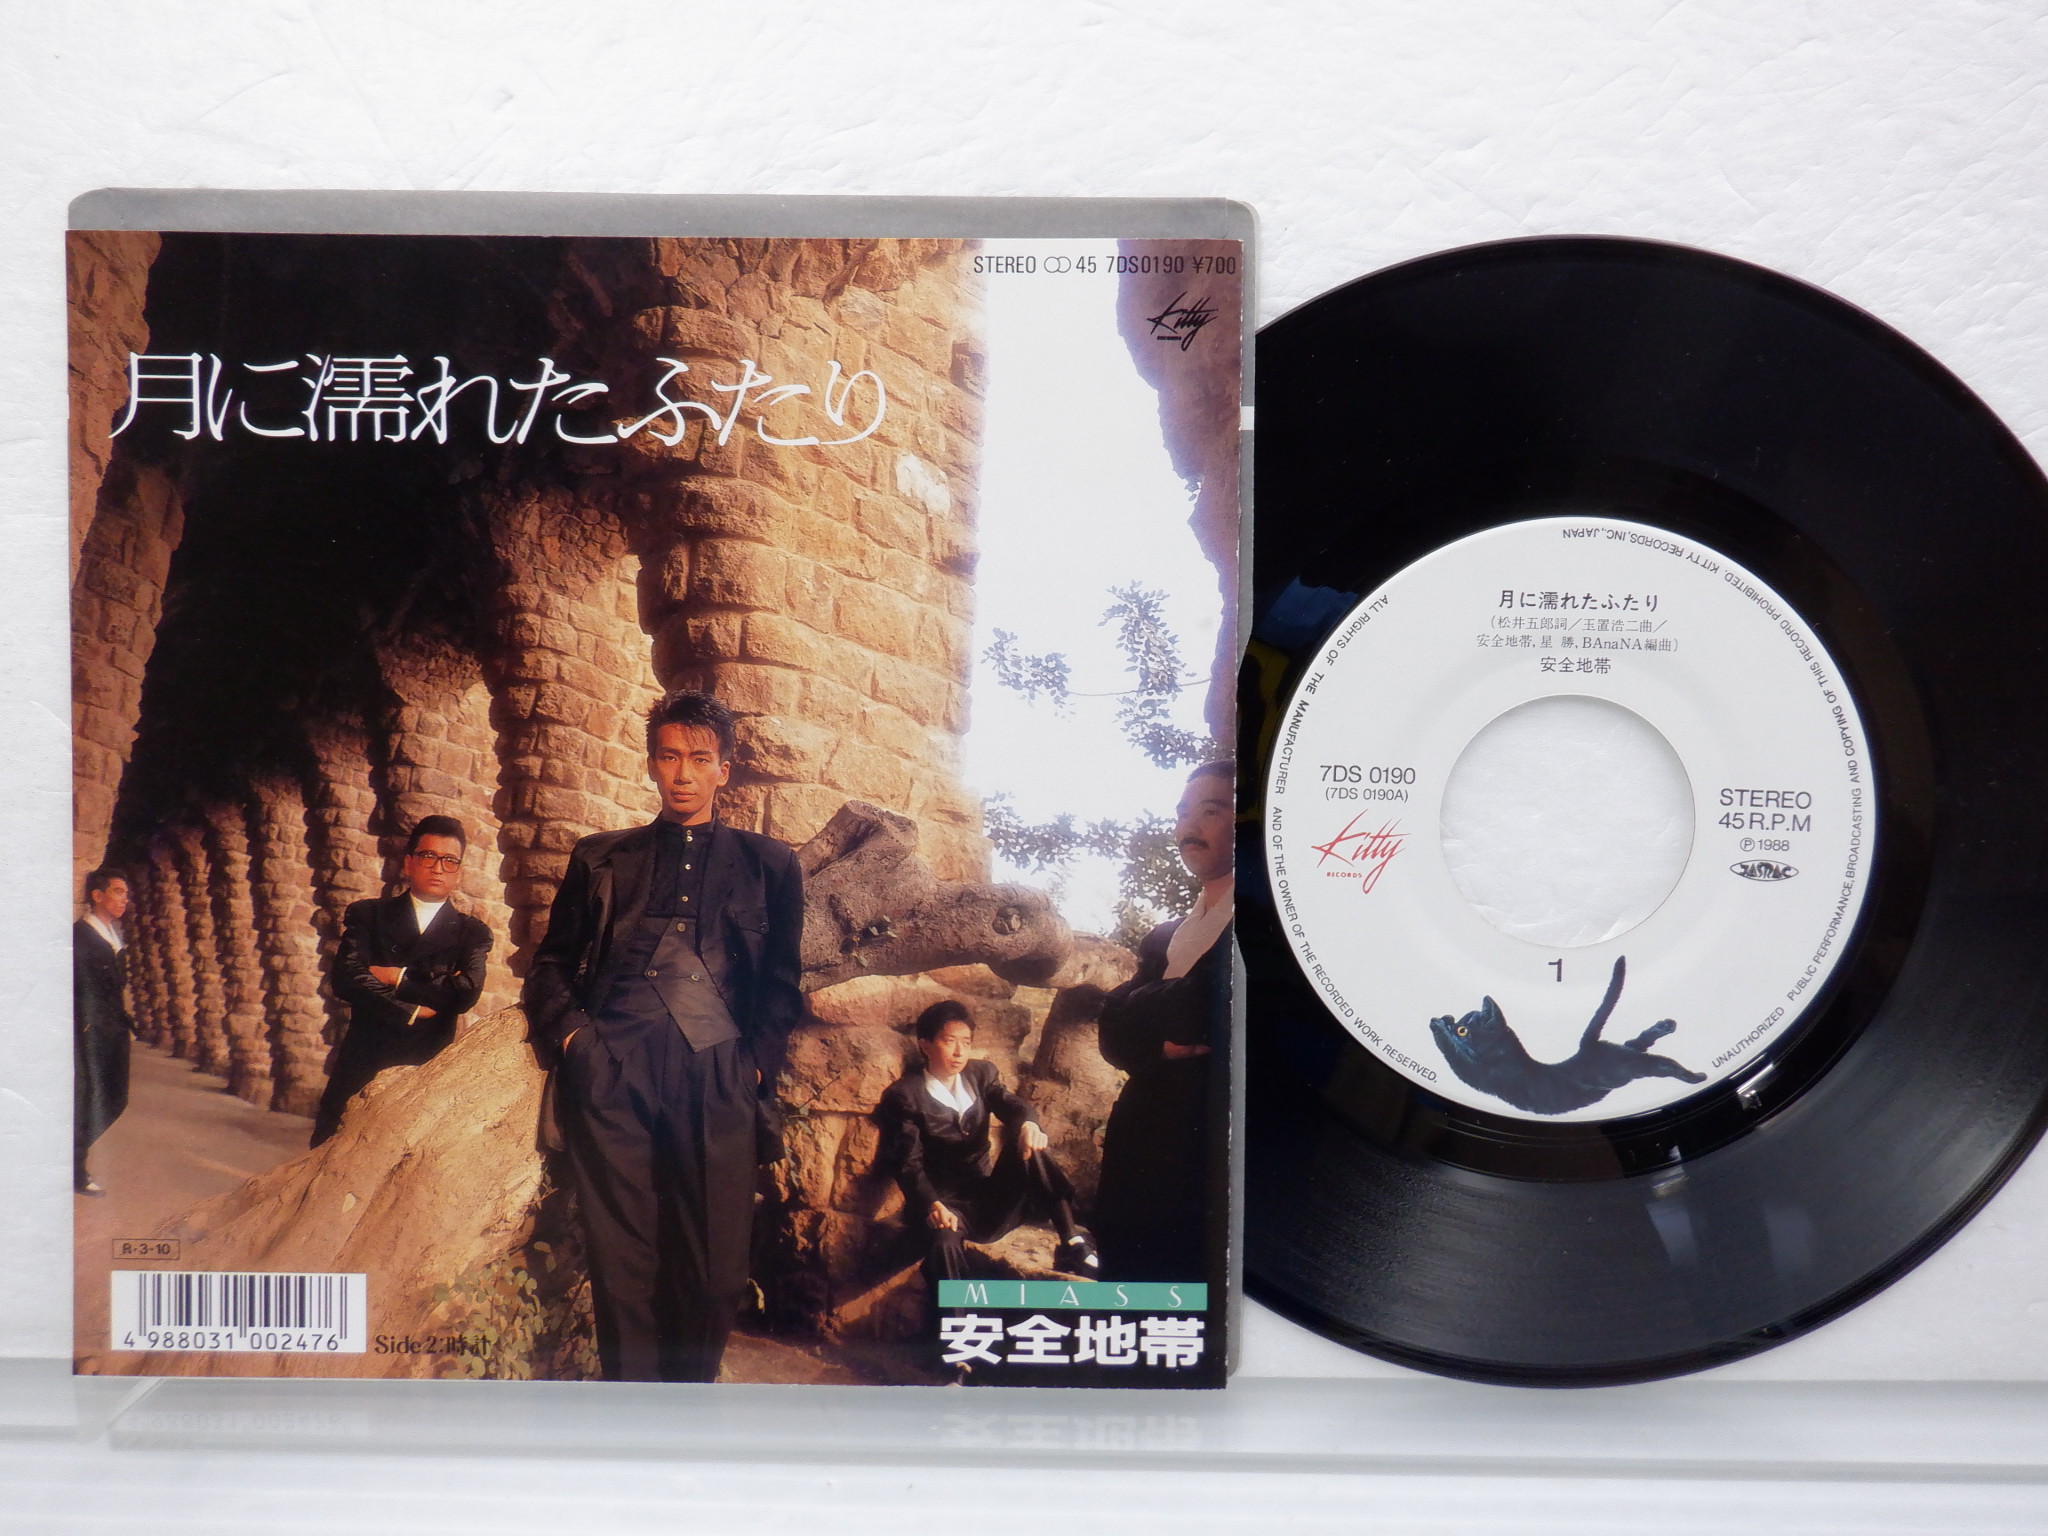 STEREO 45 7DS0190 ¥700
Kitty
RECORDS
月に濡れたふたり
R-3-10
4 988031 002476
Side 2:時計
MIASS
安全地帯
月に濡れたふたり
(松井五郎詞/玉置浩二曲/
安全地帯,星 勝,BAnaNA編曲)
安全地帯
7DS 0190
(7DS 0190A)
Kitty
RECORDS
STEREO
45 R.P.M
Ⓟ1988
JASRAC
1
ALL RIGHTS OF THE MANUFACTURER AND OF THE OWNER OF THE RECORDED WORK RESERVED. UNAUTHORIZED PUBLIC PERFORMANCE, BROADCASTING AND COPYING OF THIS RECORD PROHIBITED. KITTY RECORDS, INC., JAPAN